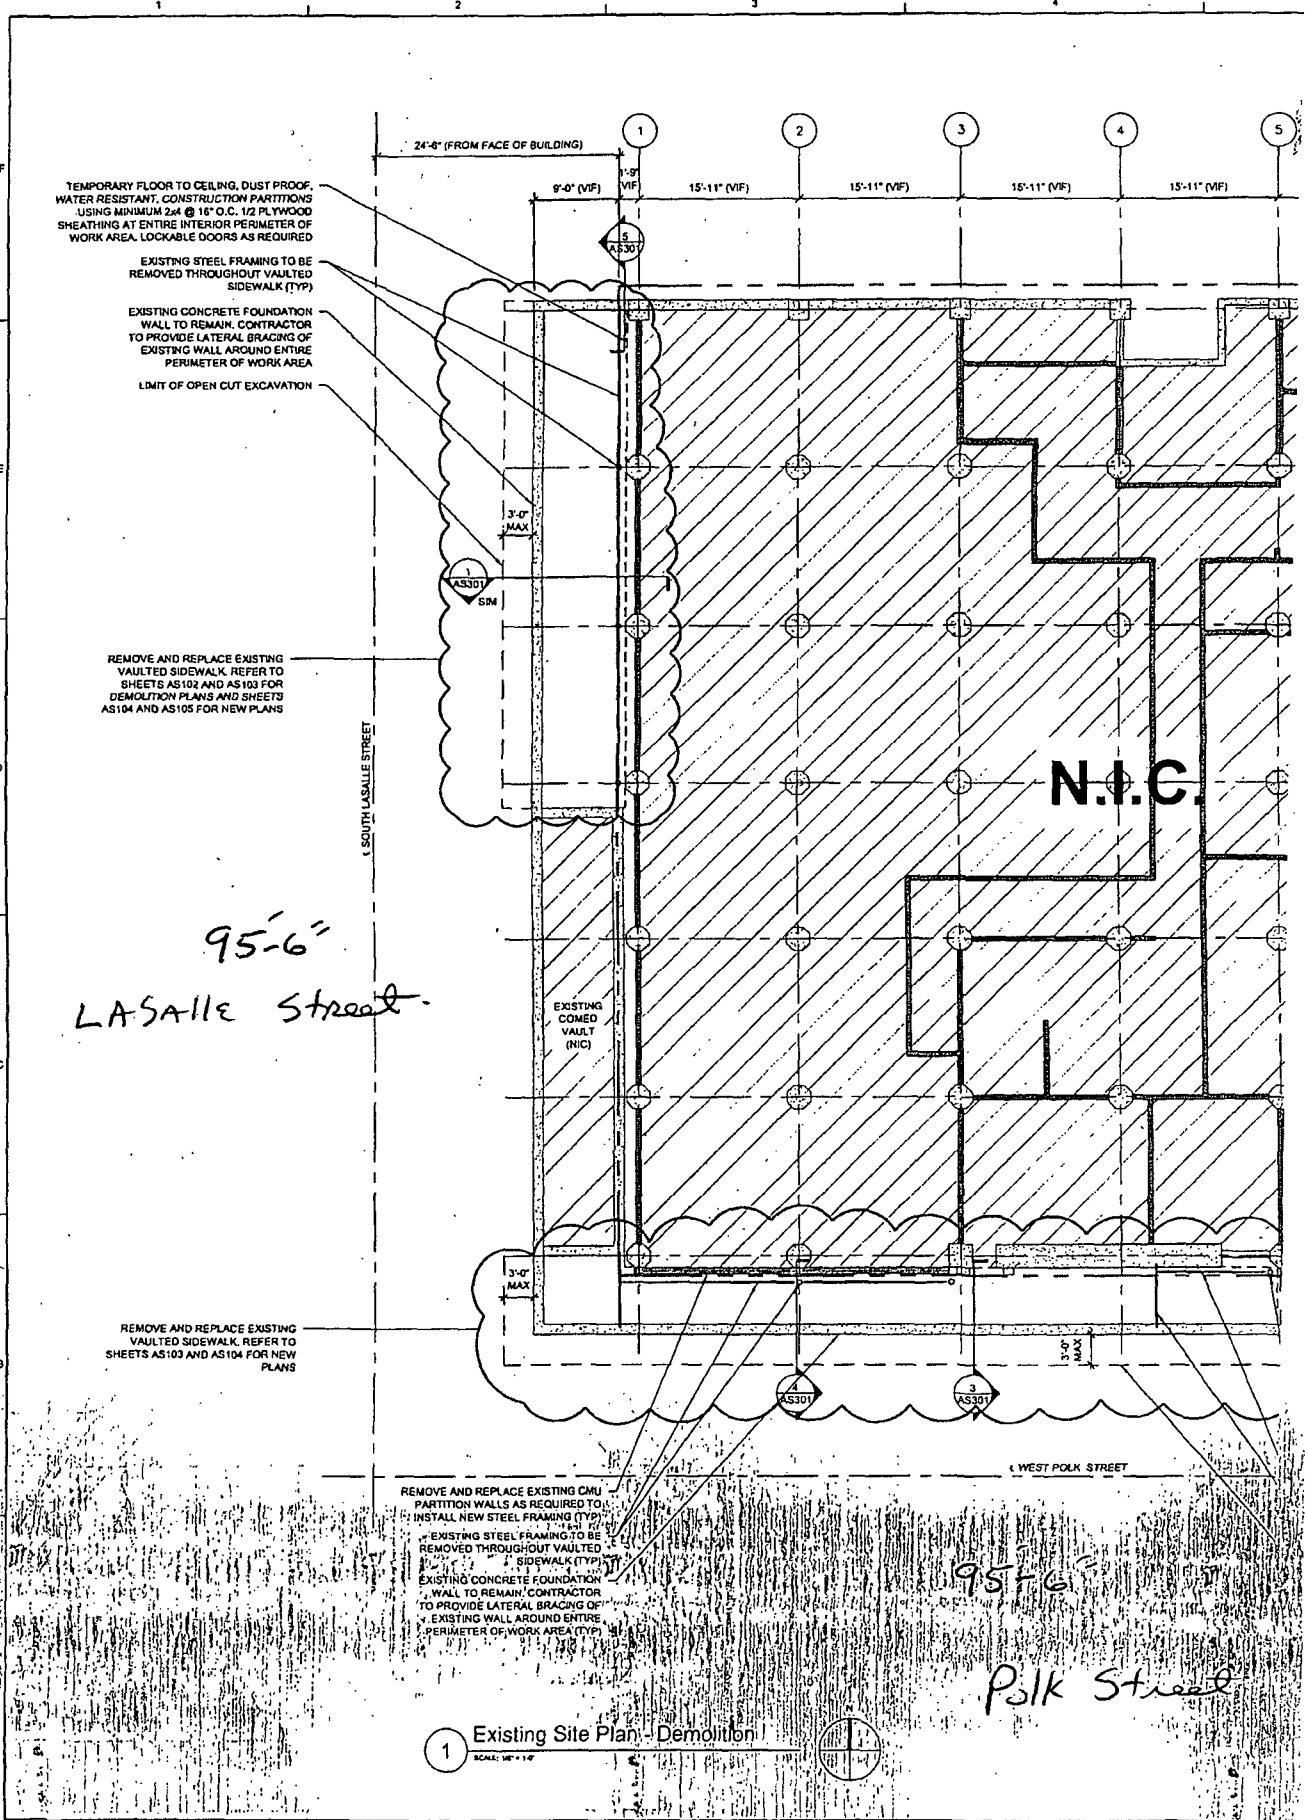 1 2 3 4
F
E
D
C
B
1 2 3 4 5
24'-6" (FROM FACE OF BUILDING)
9'-0" (VIF)
1'-9"
VIF
15'-11" (VIF) 15'-11" (VIF) 15'-11" (VIF) 15'-11" (VIF)
TEMPORARY FLOOR TO CEILING, DUST PROOF,
WATER RESISTANT, CONSTRUCTION PARTITIONS
USING MINIMUM 2x4 @ 16" O.C. 1/2 PLYWOOD
SHEATHING AT ENTIRE INTERIOR PERIMETER OF
WORK AREA. LOCKABLE DOORS AS REQUIRED
5
AS301
EXISTING STEEL FRAMING TO BE
REMOVED THROUGHOUT VAULTED
SIDEWALK (TYP)
EXISTING CONCRETE FOUNDATION
WALL TO REMAIN. CONTRACTOR
TO PROVIDE LATERAL BRACING OF
EXISTING WALL AROUND ENTIRE
PERIMETER OF WORK AREA
LIMIT OF OPEN CUT EXCAVATION
3'-0"
MAX
1
AS301
SIM
REMOVE AND REPLACE EXISTING
VAULTED SIDEWALK. REFER TO
SHEETS AS102 AND AS103 FOR
DEMOLITION PLANS AND SHEETS
AS104 AND AS105 FOR NEW PLANS
SOUTH LASALLE STREET
N.I.C.
95'-6"
LASAllE Street.
EXISTING
COMED
VAULT
(NIC)
3'-0"
MAX
REMOVE AND REPLACE EXISTING
VAULTED SIDEWALK. REFER TO
SHEETS AS103 AND AS104 FOR NEW
PLANS
3'-0"
MAX
4
AS301
3
AS301
WEST POLK STREET
REMOVE AND REPLACE EXISTING CMU
PARTITION WALLS AS REQUIRED TO
INSTALL NEW STEEL FRAMING (TYP)
EXISTING STEEL FRAMING TO BE
REMOVED THROUGHOUT VAULTED
SIDEWALK (TYP)
EXISTING CONCRETE FOUNDATION
WALL TO REMAIN. CONTRACTOR
TO PROVIDE LATERAL BRACING OF
EXISTING WALL AROUND ENTIRE
PERIMETER OF WORK AREA (TYP)
95'-6"
Polk Street
1 Existing Site Plan - Demolition
SCALE: 1/8" = 1'-0"